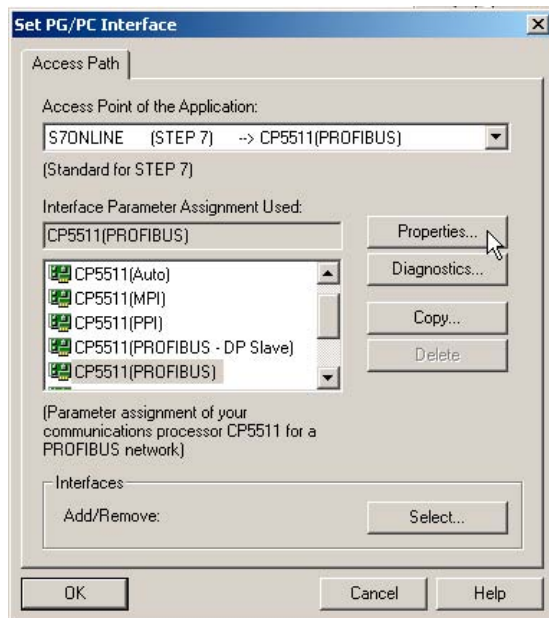 Set PG/PC Interface
Access Path
Access Point of the Application:
S7ONLINE (STEP 7) --> CP5511(PROFIBUS)
(Standard for STEP 7)
Interface Parameter Assignment Used:
CP5511(PROFIBUS)
Properties...
CP5511(Auto)
Diagnostics...
CP5511(MPI)
CP5511(PPI)
Copy...
CP5511(PROFIBUS - DP Slave)
Delete
CP5511(PROFIBUS)
(Parameter assignment of your
communications processor CP5511 for a
PROFIBUS network)
Interfaces
Add/Remove:
Select...
OK
Cancel
Help